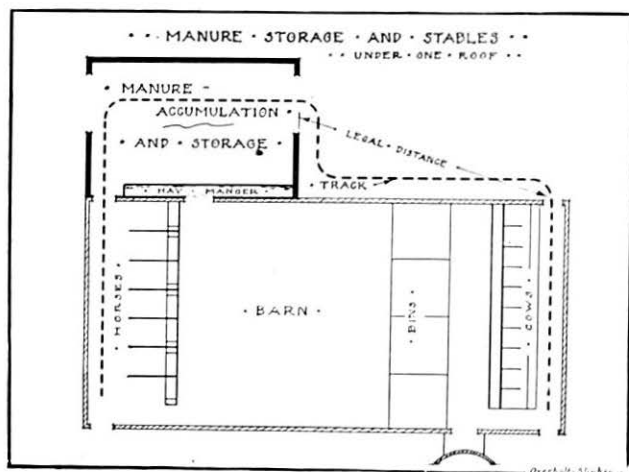 · · MANURE · STORAGE · AND · STABLES · ·
· · UNDER · ONE · ROOF · ·
· MANURE -
ACCUMULATION ·
· AND · STORAGE ·
LEGAL · DISTANCE
· HAY · MANGER ·
· TRACK
· HORSES ·
· BARN ·
· BINS ·
· COWS ·